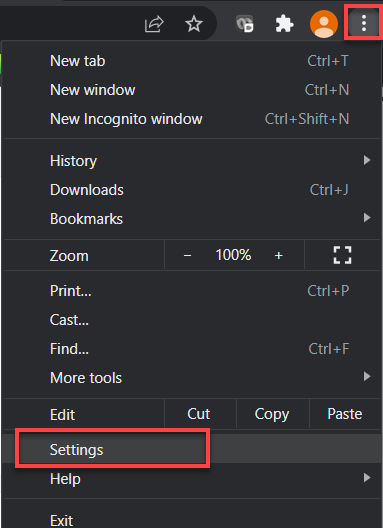 New tab Ctrl+T
New window Ctrl+N
New Incognito window Ctrl+Shift+N
History
Downloads Ctrl+J
Bookmarks
Zoom − 100% +
Print... Ctrl+P
Cast...
Find... Ctrl+F
More tools
Edit Cut Copy Paste
Settings
Help
Exit